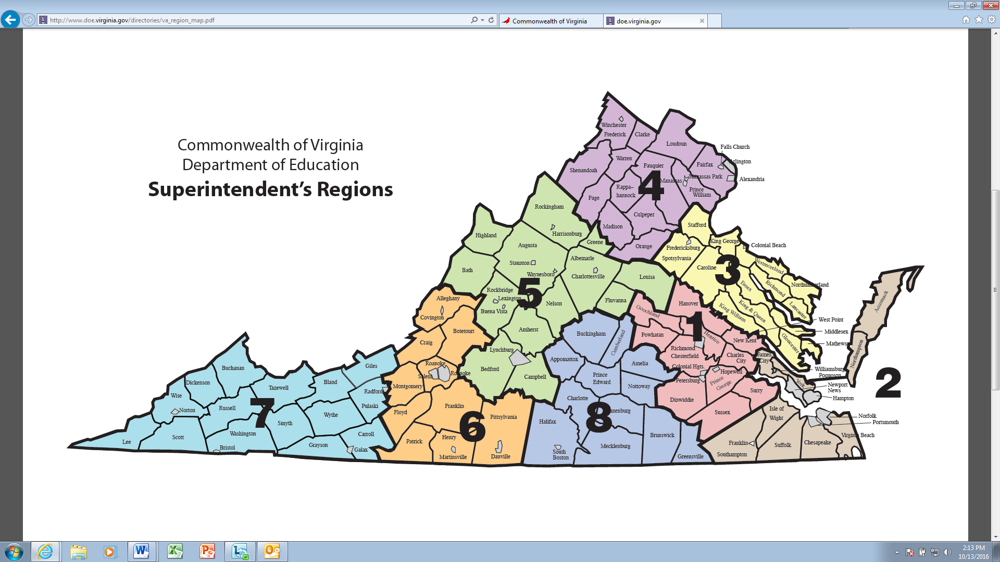 http://www.doe.virginia.gov/directories/va_region_map.pdf
Commonwealth of Virginia
doe.virginia.gov
Commonwealth of Virginia
Department of Education
Superintendent's Regions
Winchester
Frederick
Clarke
Loudoun
Falls Church
Arlington
Warren
Fauquier
Fairfax
Shenandoah
Manassas
Manassas Park
Alexandria
Rappa–
hannock
4
Prince
William
Page
Culpeper
Madison
Orange
Rockingham
Harrisonburg
Greene
Highland
Augusta
Staunton
Albemarle
Waynesboro
Charlottesville
Louisa
Bath
Rockbridge
Lexington
5
Nelson
Fluvanna
Buena Vista
Amherst
Lynchburg
Bedford
Campbell
Stafford
King George
Colonial Beach
Fredericksburg
Spotsylvania
Caroline
3
Westmoreland
Essex
Richmond
Northumberland
Lancaster
King & Queen
King William
West Point
Middlesex
Mathews
Gloucester
Hanover
Goochland
1
Powhatan
Henrico
Richmond
Chesterfield
New Kent
Charles
City
James
City
Colonial Hgts.
Hopewell
Petersburg
Prince
George
Surry
Dinwiddie
Sussex
Accomack
Northampton
Williamsburg
Poquoson
York
Newport
News
Hampton
2
Isle of
Wight
Norfolk
Portsmouth
Virginia Beach
Franklin
Suffolk
Chesapeake
Southampton
Alleghany
Covington
Botetourt
Craig
Roanoke
Salem
Roanoke
Montgomery
Floyd
Franklin
Pittsylvania
6
Patrick
Henry
Martinsville
Danville
Buckingham
Cumberland
Appomattox
Amelia
Prince
Edward
Nottoway
Charlotte
8
Halifax
Brunswick
Mecklenburg
South
Boston
Greensville
Giles
Buchanan
Dickenson
Tazewell
Bland
Radford
Wise
Norton
Russell
7
Pulaski
Wythe
Smyth
Washington
Carroll
Scott
Lee
Grayson
Galax
Bristol
2:13 PM
10/13/2016